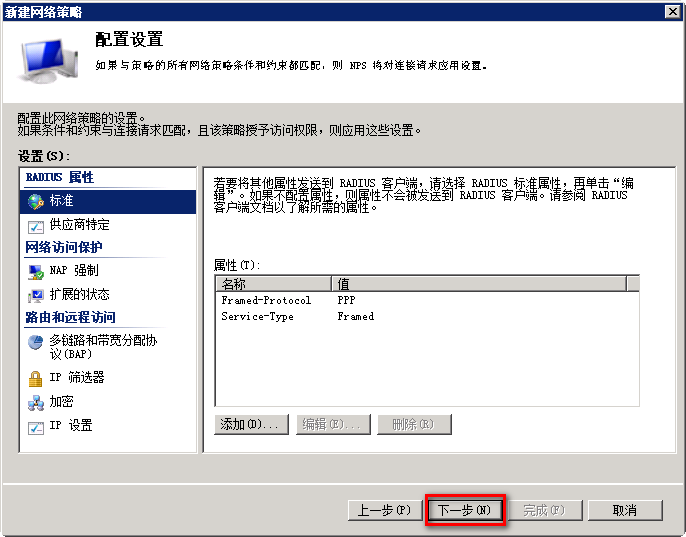 新建网络策略
配置设置
如果与策略的所有网络策略条件和约束都匹配，则 NPS 将对连接请求应用设置。
配置此网络策略的设置。
如果条件和约束与连接请求匹配，且该策略授予访问权限，则应用这些设置。
设置(S):
RADIUS 属性
标准
供应商特定
网络访问保护
NAP 强制
扩展的状态
路由和远程访问
多链路和带宽分配协
议(BAP)
IP 筛选器
加密
IP 设置
若要将其他属性发送到 RADIUS 客户端，请选择 RADIUS 标准属性，再单击“编
辑”。如果不配置属性，则属性不会被发送到 RADIUS 客户端。请参阅 RADIUS
客户端文档以了解所需的属性。
属性(T):
名称 值
Framed-Protocol PPP
Service-Type Framed
添加(D)... 编辑(E)... 删除(R)
上一步(P) 下一步(N) 完成(F) 取消